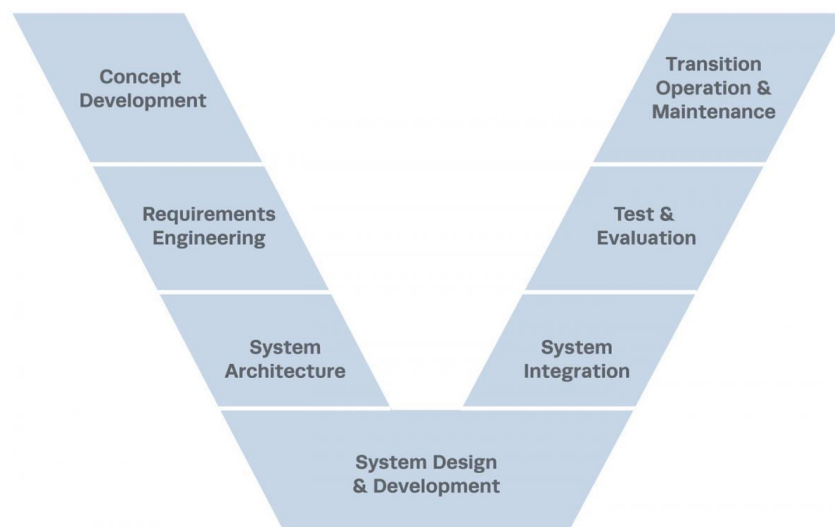 Concept
Development
Requirements
Engineering
System
Architecture
System Design
& Development
System
Integration
Test &
Evaluation
Transition
Operation &
Maintenance